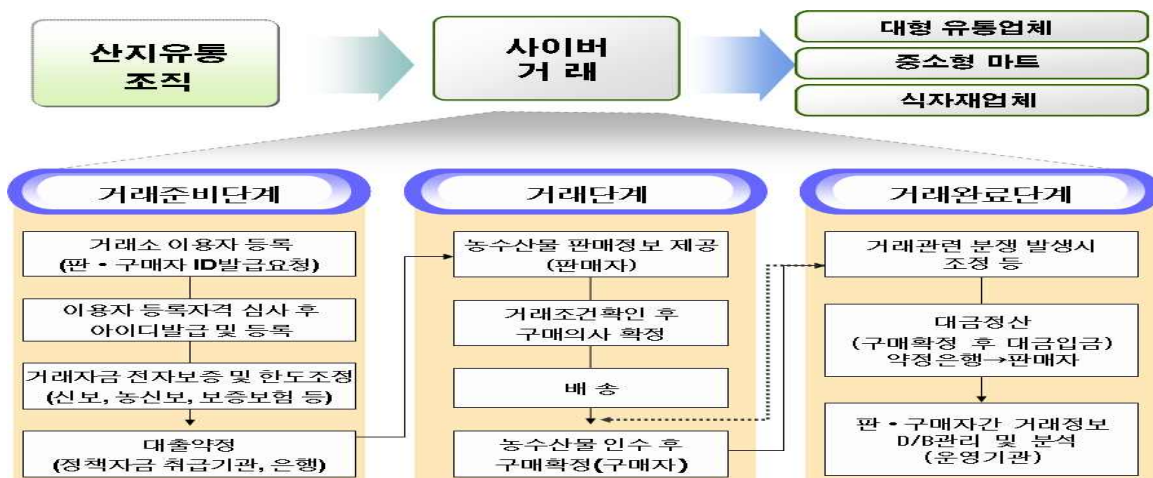 산지유통
조직
사이버
거 래
대형 유통업체
중소형 마트
식자재업체
거래준비단계
거래소 이용자 등록
(판・구매자 ID발급요청)
이용자 등록자격 심사 후
아이디발급 및 등록
거래자금 전자보증 및 한도조정
(신보, 농신보, 보증보험 등)
대출약정
(정책자금 취급기관, 은행)
거래단계
농수산물 판매정보 제공
(판매자)
거래조건확인 후
구매의사 확정
배 송
농수산물 인수 후
구매확정(구매자)
거래완료단계
거래관련 분쟁 발생시
조정 등
대금정산
(구매확정 후 대금입금)
약정은행→판매자
판・구매자간 거래정보
D/B관리 및 분석
(운영기관)